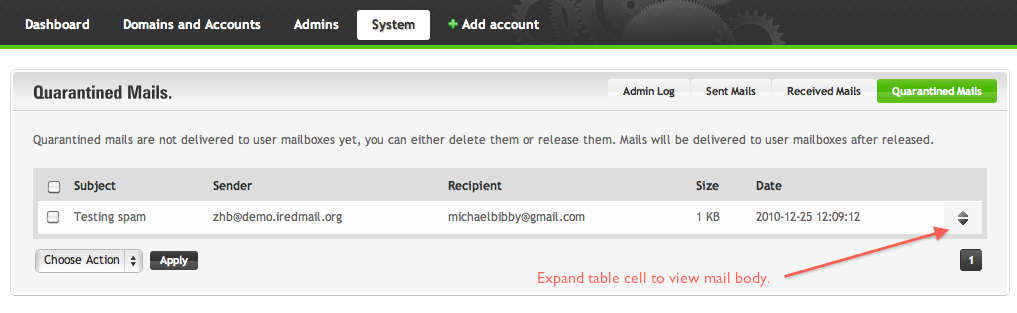 Dashboard Domains and Accounts Admins System + Add account
Quarantined Mails. Admin Log Sent Mails Received Mails Quarantined Mails
Quarantined mails are not delivered to user mailboxes yet, you can either delete them or release them. Mails will be delivered to user mailboxes after released.
Subject Sender Recipient Size Date
Testing spam zhb@demo.iredmail.org michaelbibby@gmail.com 1 KB 2010-12-25 12:09:12
Choose Action Apply 1
Expand table cell to view mail body.